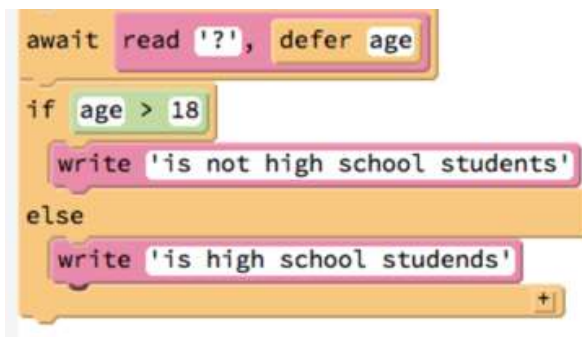 await read '?', defer age
if age > 18
write 'is not high school students'
else
write 'is high school studends'
+